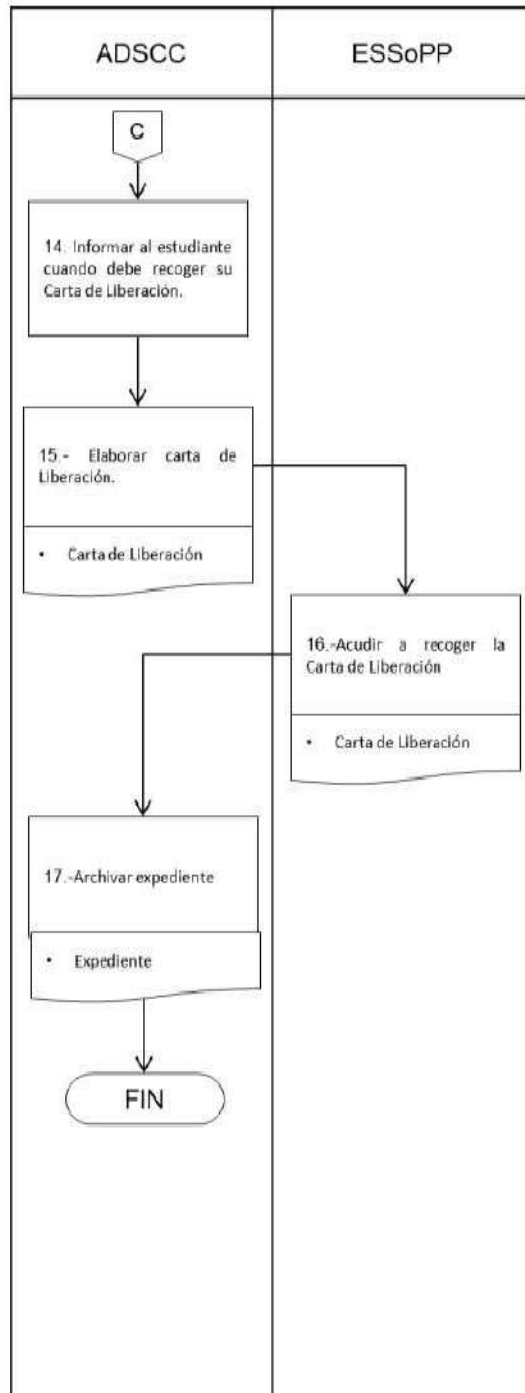 ADSCC
ESSoPP
C
14. Informar al estudiante
cuando debe recoger su
Carta de Liberación.
15.- Elaborar carta de
Liberación.
• Carta de Liberación
16.-Acudir a recoger la
Carta de Liberación
• Carta de Liberación
17.-Archivar expediente
• Expediente
FIN